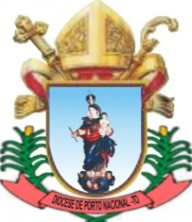 DIOCESE DE PORTO NACIONAL -TO